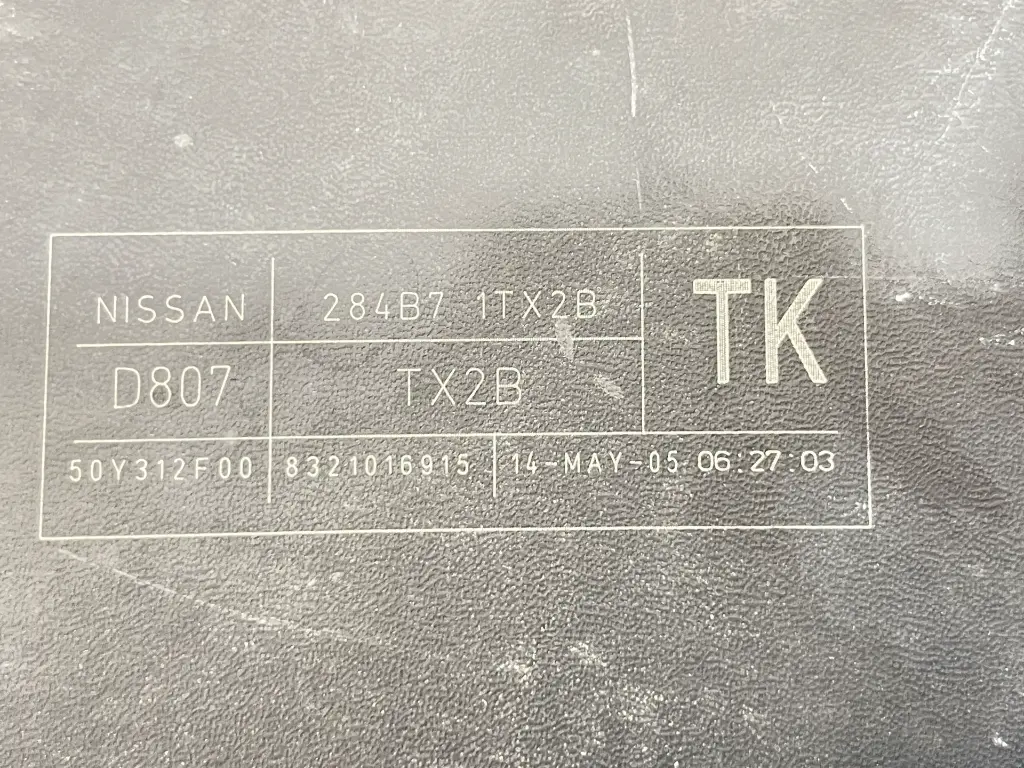 NISSAN 284B7 1TX2B TK
D807 TX2B
50Y312F00 8321016915 14-MAY-05 06:27:03